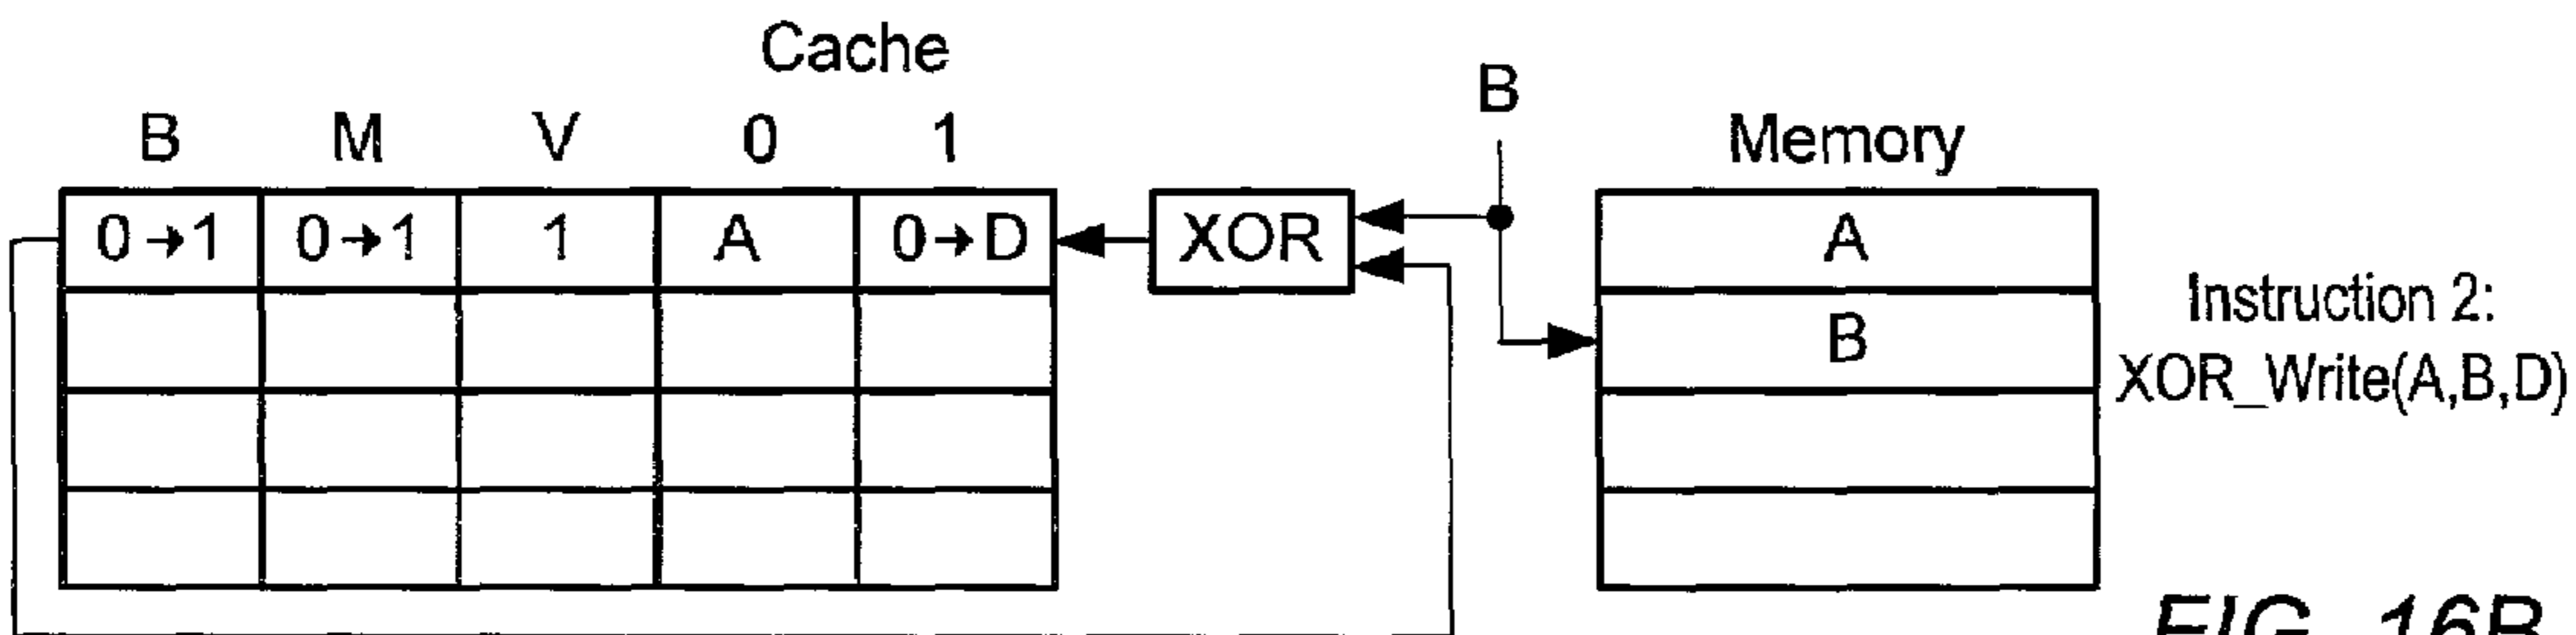 Cache
B M V 0 1
B
Memory
0→1 0→1 1 A 0→D
XOR
A
B
Instruction 2:
XOR_Write(A,B,D)
FIG. 16B